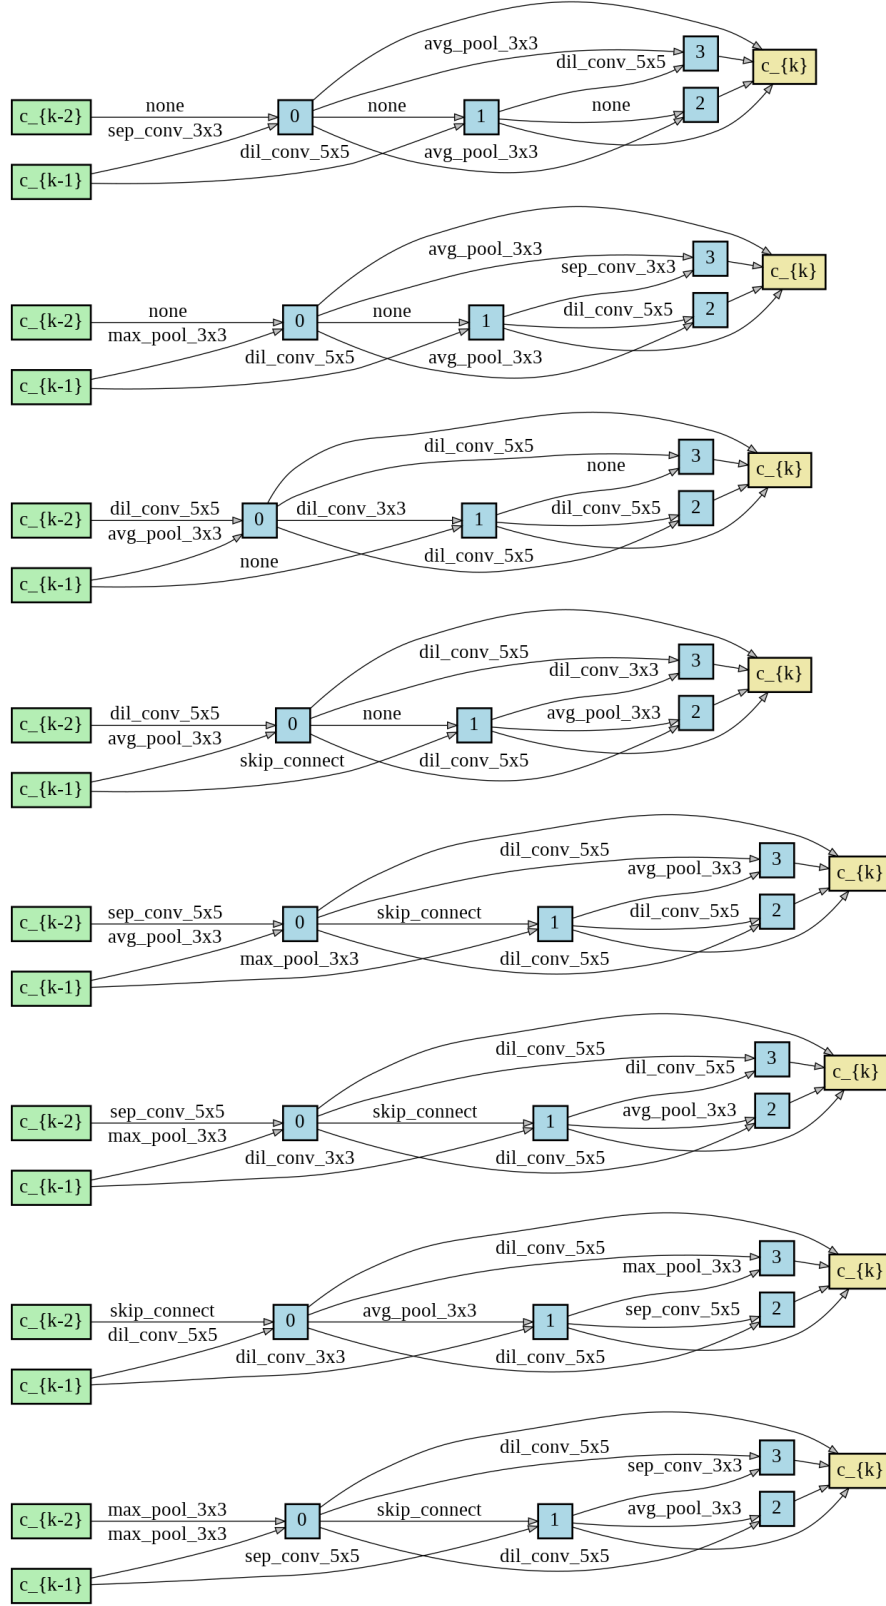 avg_pool_3x3
3
dil_conv_5x5
c_{k}
none
none
none
2
c_{k-2}
0
1
sep_conv_3x3
dil_conv_5x5
avg_pool_3x3
c_{k-1}
avg_pool_3x3
3
sep_conv_3x3
c_{k}
none
none
dil_conv_5x5
2
c_{k-2}
0
1
max_pool_3x3
dil_conv_5x5
avg_pool_3x3
c_{k-1}
dil_conv_5x5
3
none
c_{k}
dil_conv_5x5
dil_conv_3x3
dil_conv_5x5
2
c_{k-2}
0
1
avg_pool_3x3
none
dil_conv_5x5
c_{k-1}
dil_conv_5x5
3
dil_conv_3x3
c_{k}
dil_conv_5x5
none
avg_pool_3x3
2
c_{k-2}
0
1
avg_pool_3x3
skip_connect
dil_conv_5x5
c_{k-1}
dil_conv_5x5
3
avg_pool_3x3
c_{k}
sep_conv_5x5
skip_connect
dil_conv_5x5
2
c_{k-2}
0
1
avg_pool_3x3
max_pool_3x3
dil_conv_5x5
c_{k-1}
dil_conv_5x5
3
dil_conv_5x5
c_{k}
sep_conv_5x5
skip_connect
avg_pool_3x3
2
c_{k-2}
0
1
max_pool_3x3
dil_conv_3x3
dil_conv_5x5
c_{k-1}
dil_conv_5x5
3
max_pool_3x3
c_{k}
skip_connect
avg_pool_3x3
sep_conv_5x5
2
c_{k-2}
0
1
dil_conv_5x5
dil_conv_3x3
dil_conv_5x5
c_{k-1}
dil_conv_5x5
3
sep_conv_3x3
c_{k}
max_pool_3x3
skip_connect
avg_pool_3x3
2
c_{k-2}
0
1
max_pool_3x3
sep_conv_5x5
dil_conv_5x5
c_{k-1}